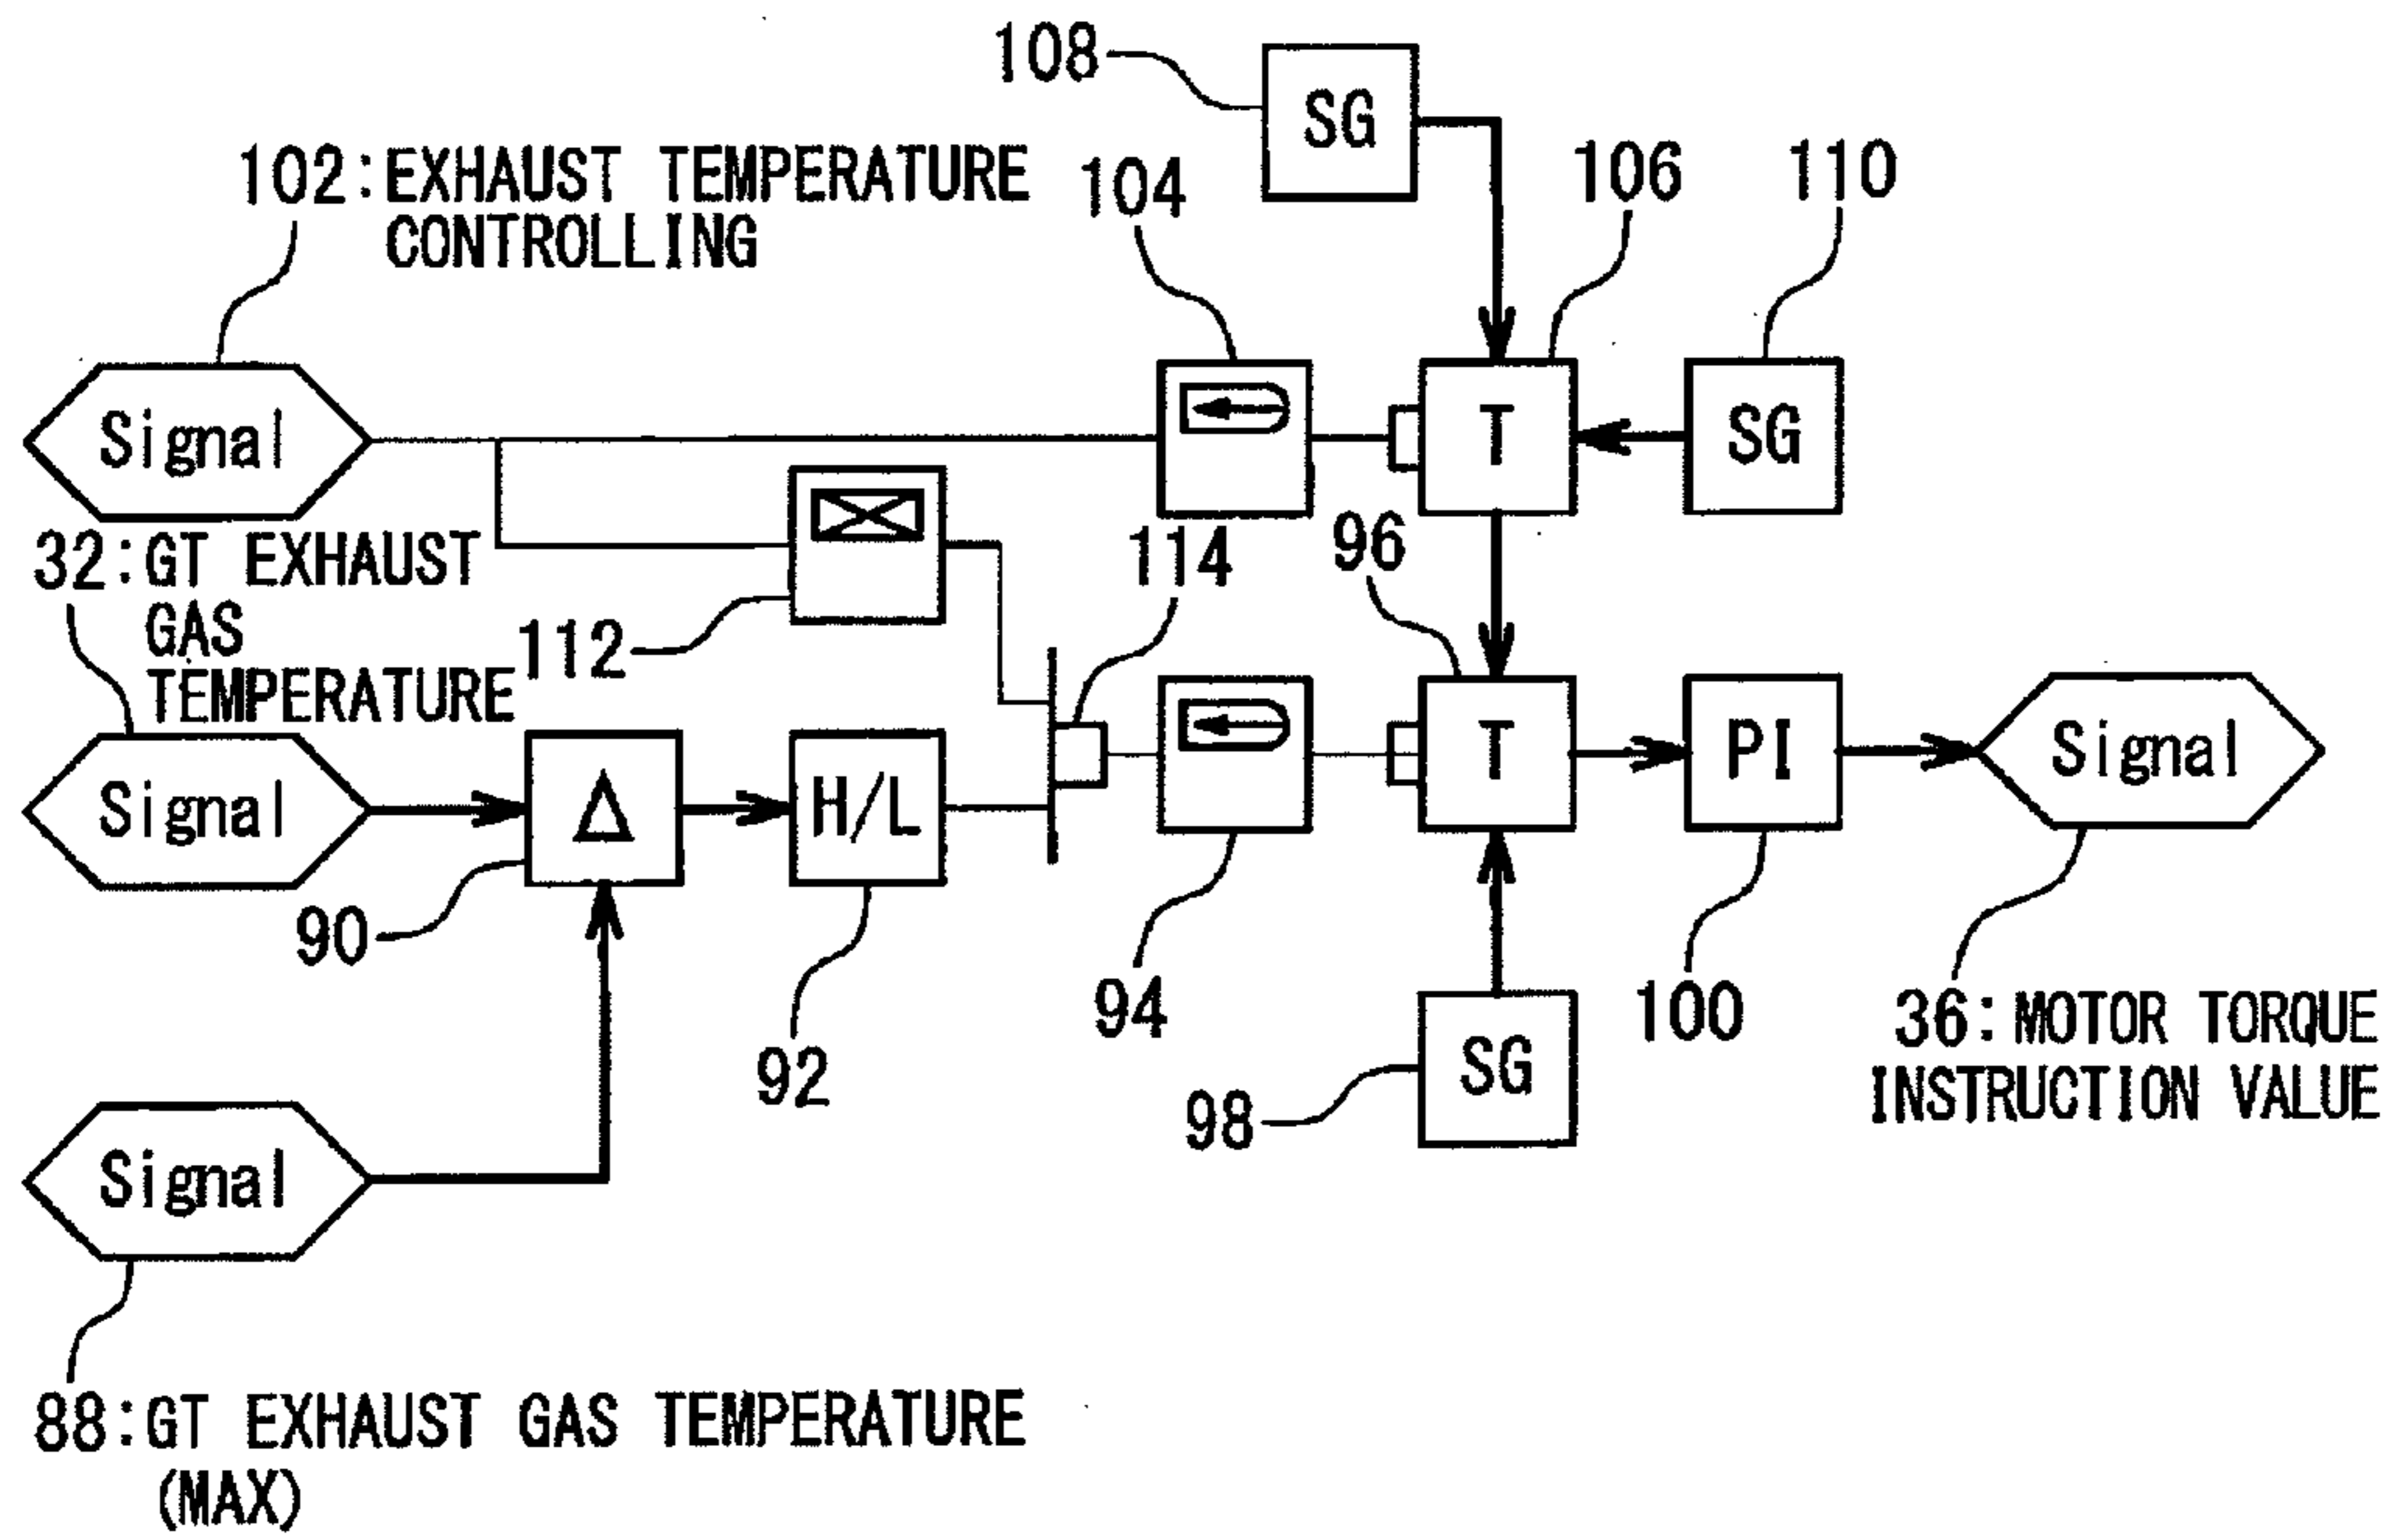 108
SG
102:EXHAUST TEMPERATURE
CONTROLLING
104
106
110
Signal
T
SG
32:GT EXHAUST
GAS
TEMPERATURE
112
114
96
Signal
Δ
H/L
T
PI
Signal
90
92
94
98
SG
100
36:MOTOR TORQUE
INSTRUCTION VALUE
Signal
88:GT EXHAUST GAS TEMPERATURE
(MAX)